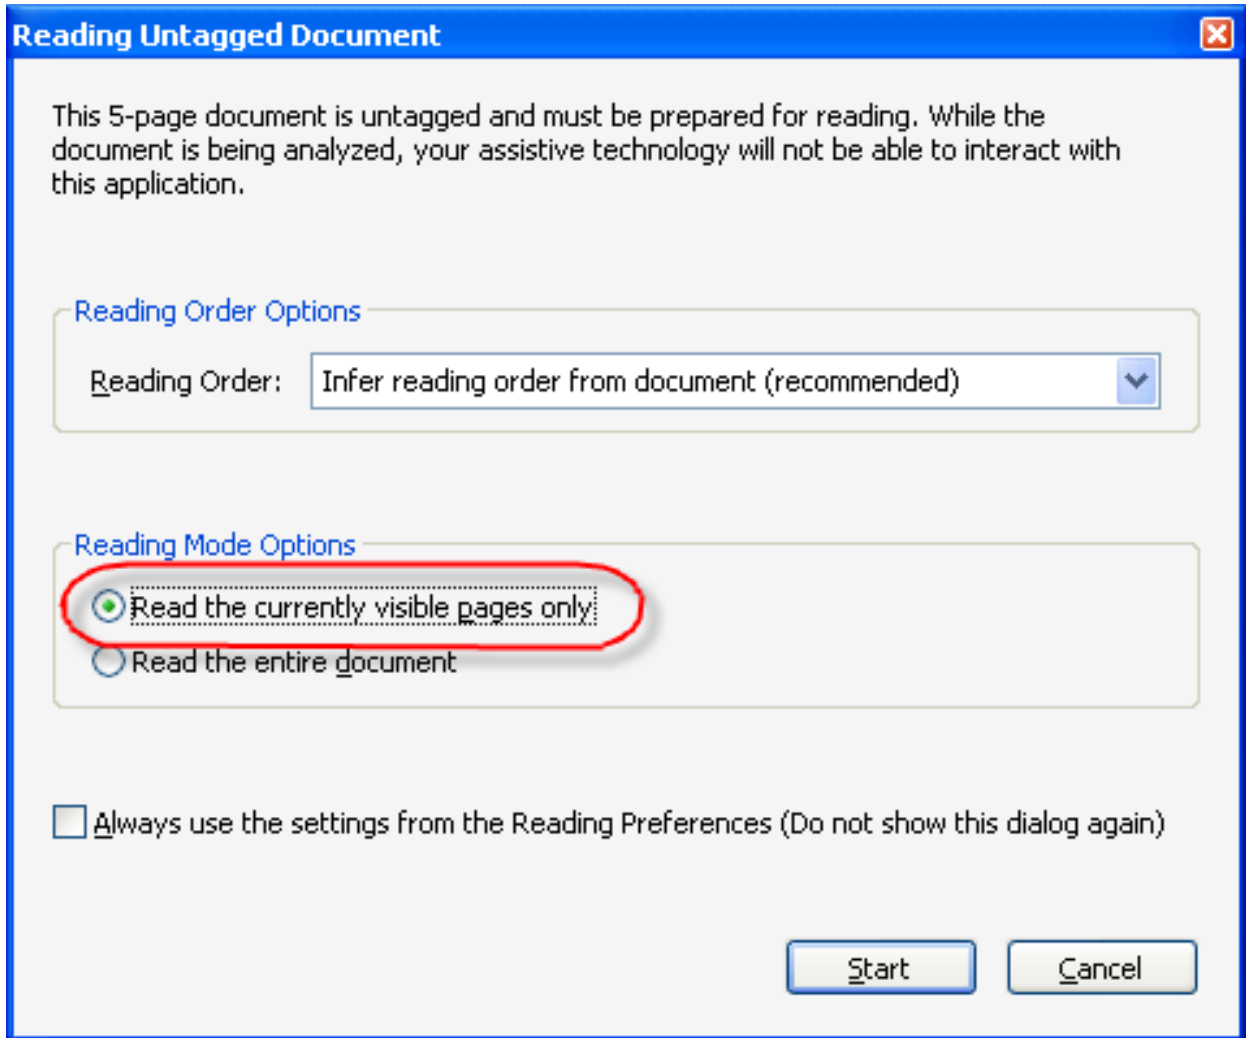 Reading Untagged Document
This 5-page document is untagged and must be prepared for reading. While the
document is being analyzed, your assistive technology will not be able to interact with
this application.
Reading Order Options
Reading Order: Infer reading order from document (recommended)
Reading Mode Options
Read the currently visible pages only
Read the entire document
Always use the settings from the Reading Preferences (Do not show this dialog again)
Start Cancel